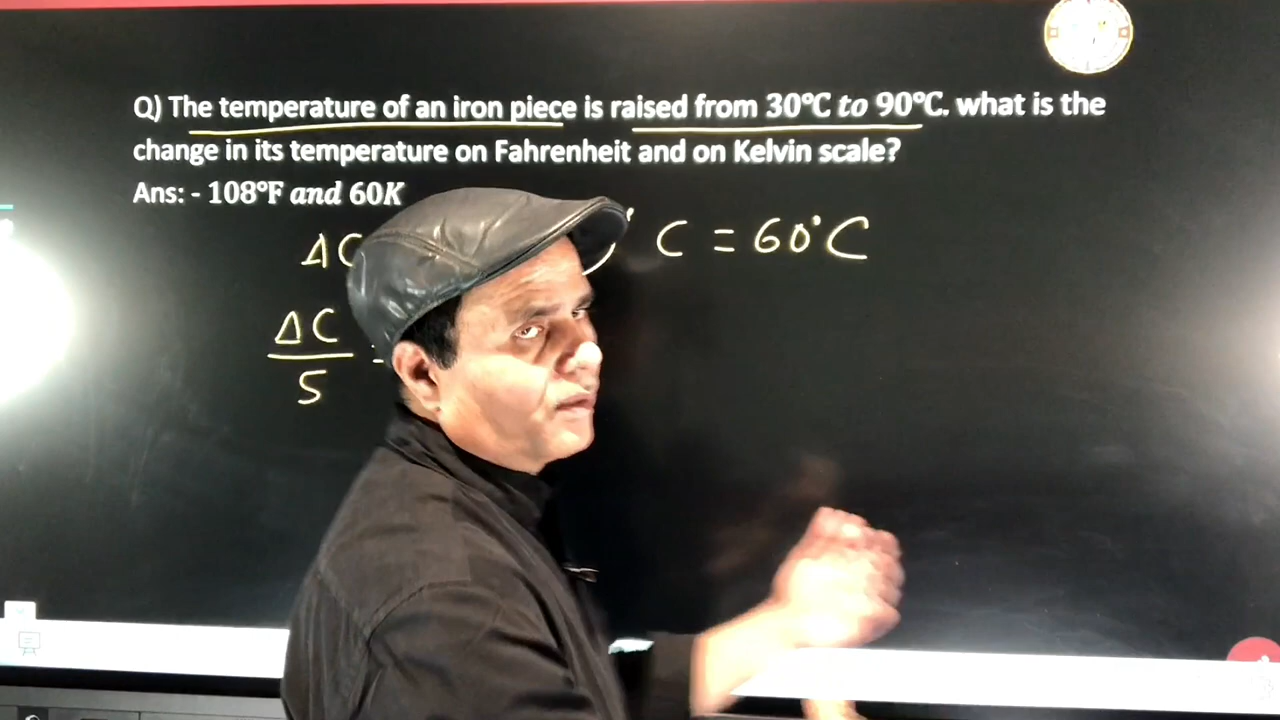 Q) The temperature of an iron piece is raised from 30°C to 90°C. what is the
change in its temperature on Fahrenheit and on Kelvin scale?
Ans: - 108°F and 60K
ΔC ° C = 60°C
ΔC
5 =